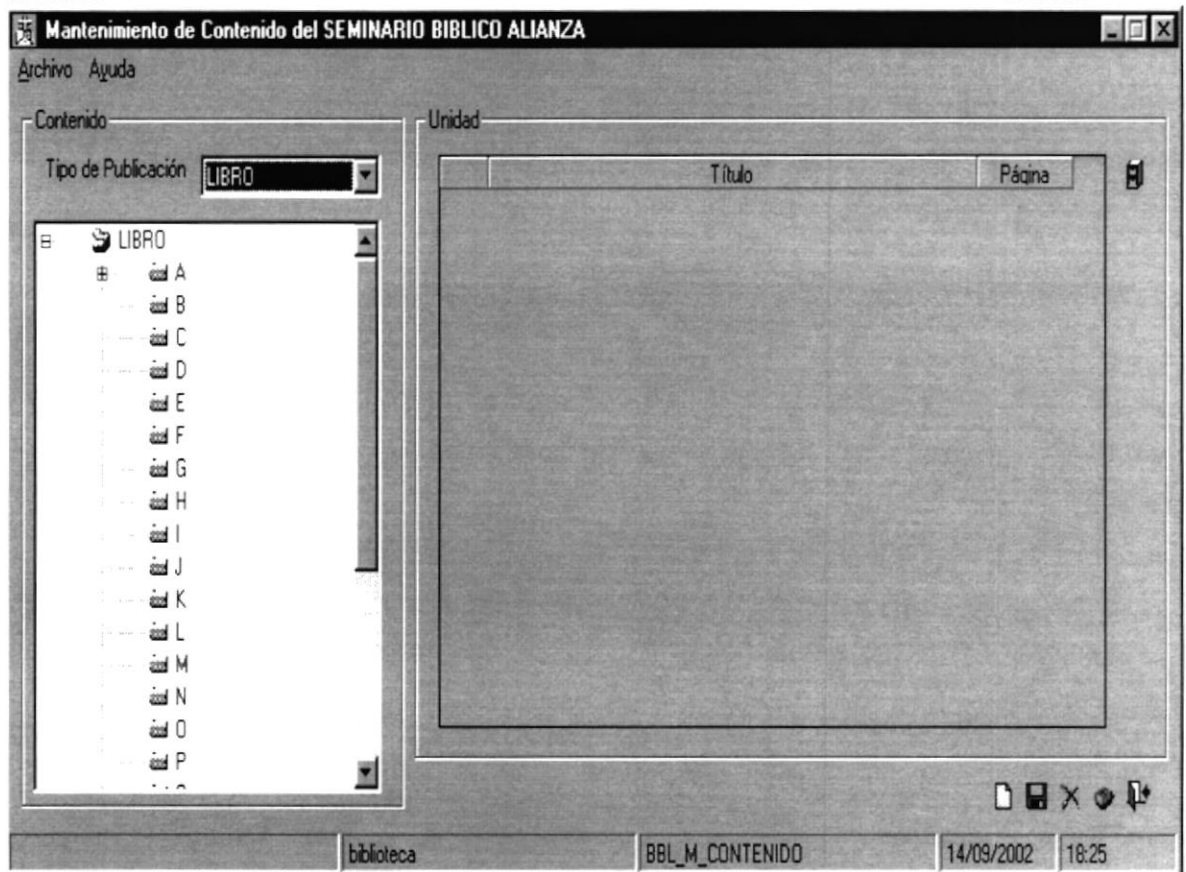 Mantenimiento de Contenido del SEMINARIO BIBLICO ALIANZA
Archivo Ayuda
Contenido
Tipo de Publicación LIBRO
LIBRO
A
B
C
D
E
F
G
H
I
J
K
L
M
N
O
P
Unidad
Título Página
biblioteca BBL_M_CONTENIDO 14/09/2002 18:25